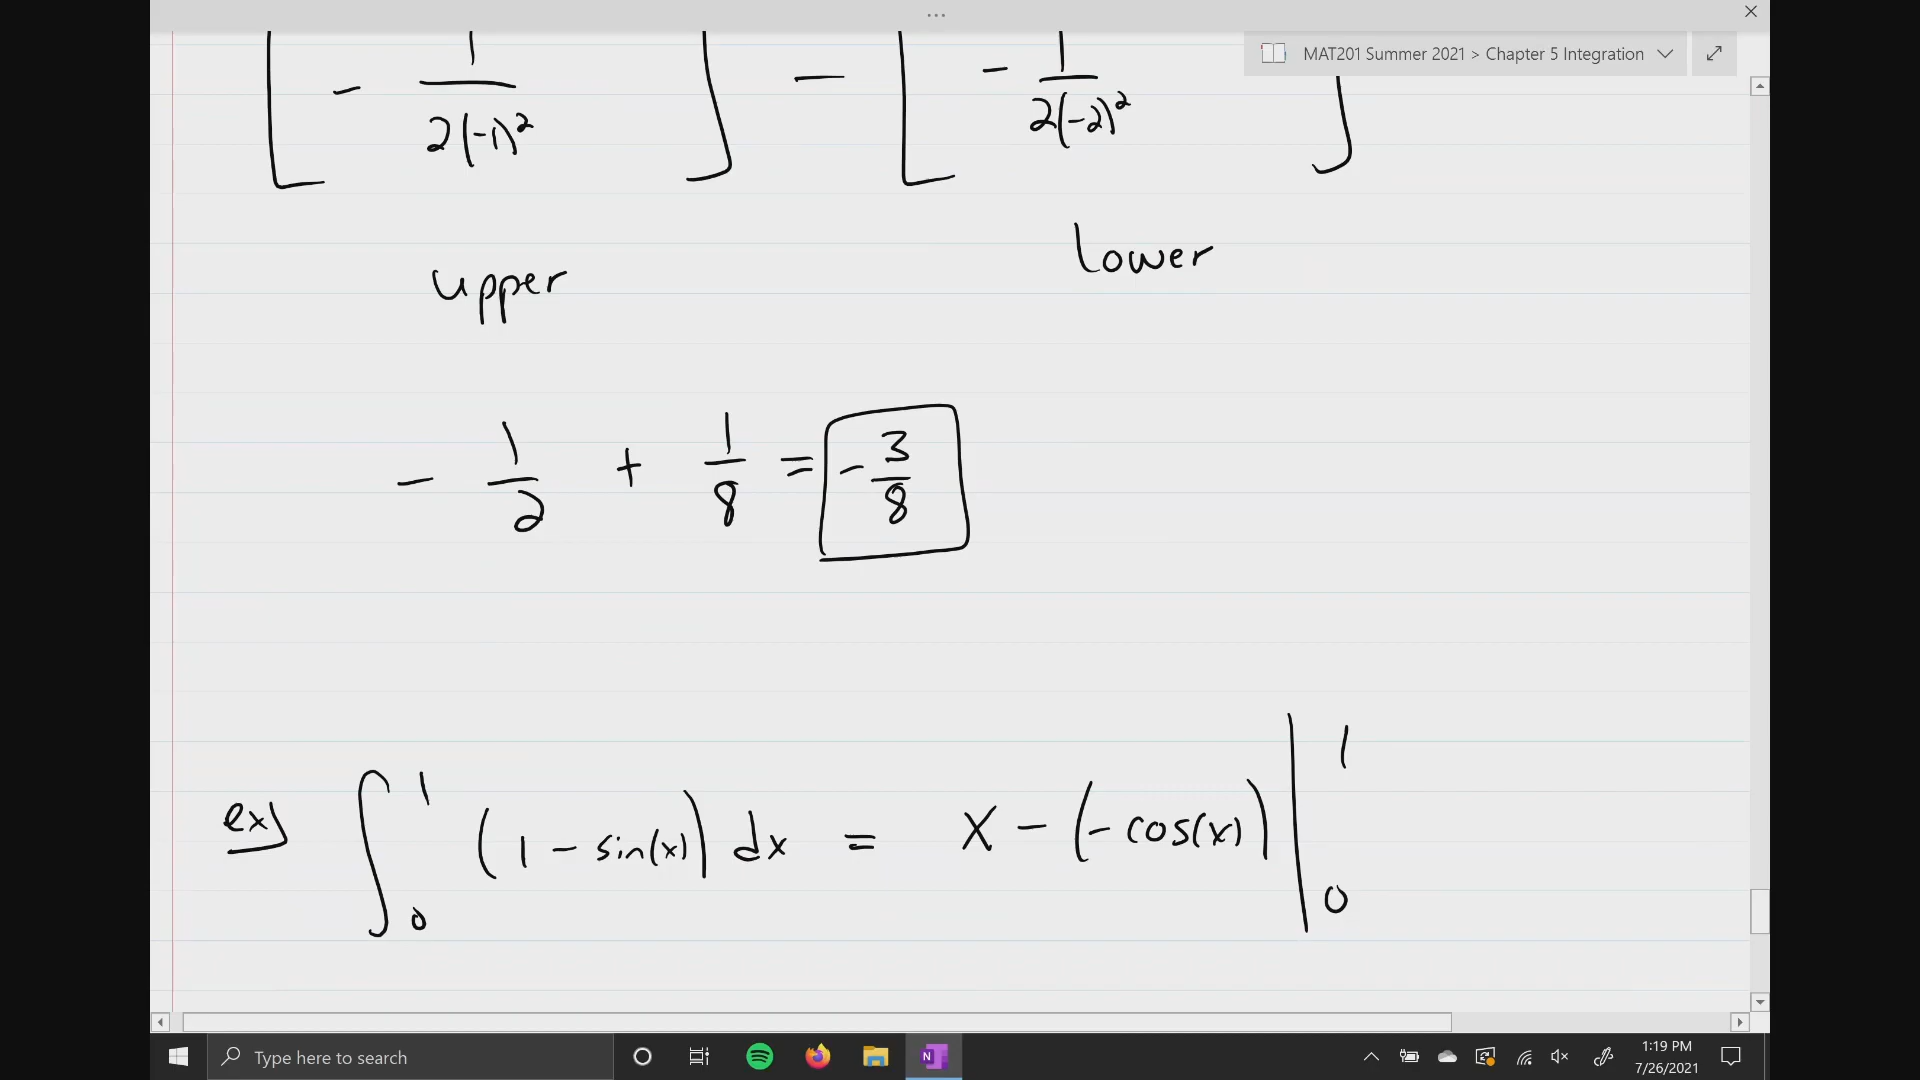 MAT201 Summer 2021 > Chapter 5 Integration
[ - 1/(2(-1)²) ] - [ - 1/(2(-2)²) ]
upper lower
- 1/2 + 1/8 = - 3/8
ex) ∫₀¹ (1 - sin(x)) dx = x - (- cos(x)) |₀¹
Type here to search
N
1:19 PM
7/26/2021